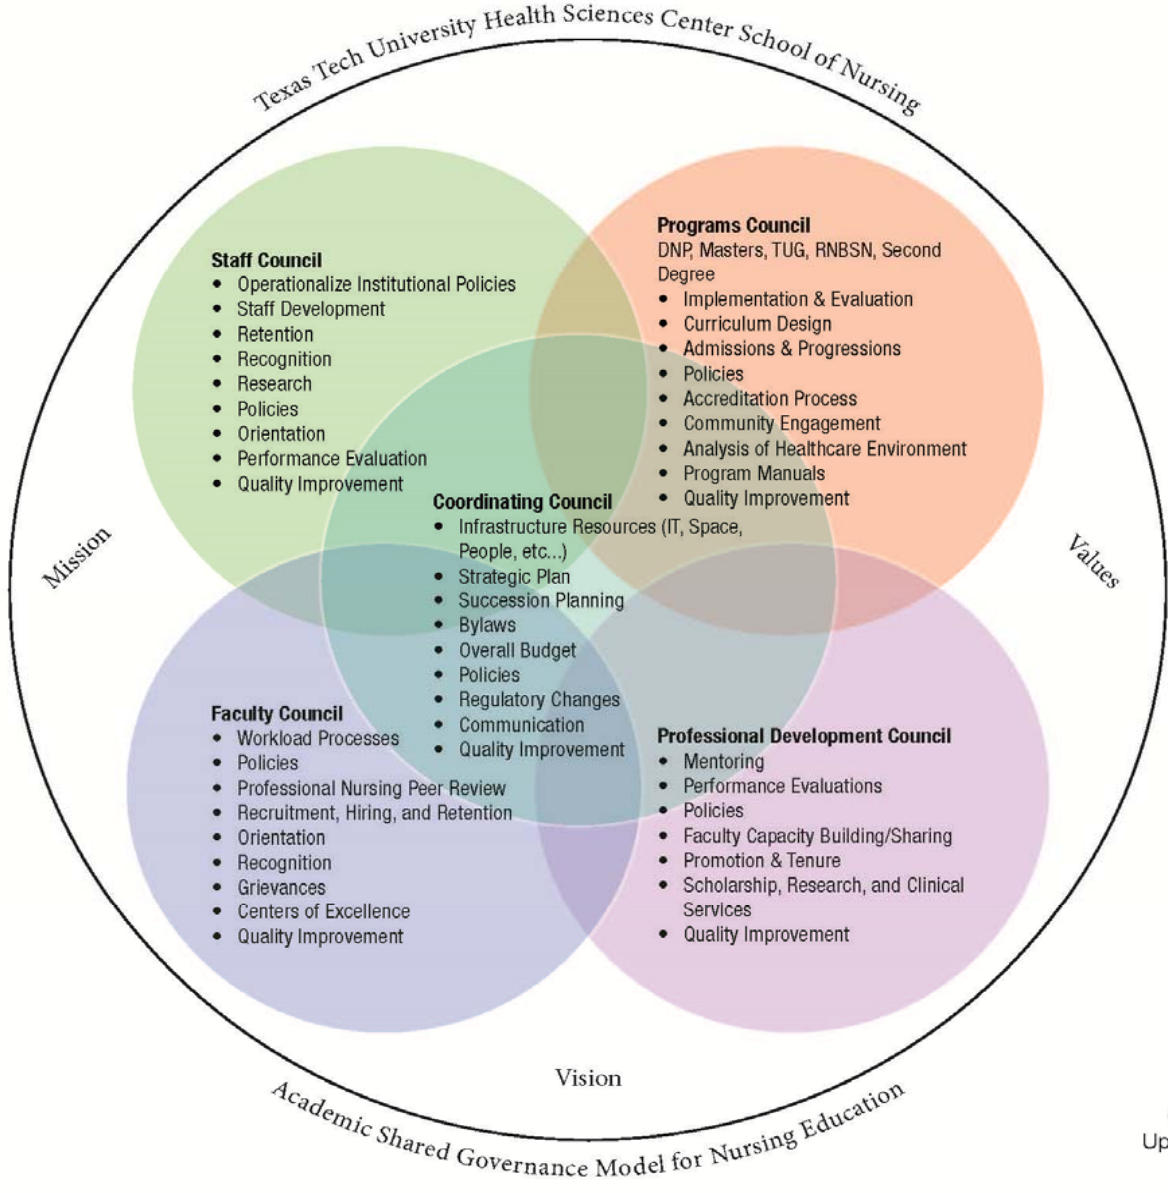 Texas Tech University Health Sciences Center School of Nursing
Staff Council
• Operationalize Institutional Policies
• Staff Development
• Retention
• Recognition
• Research
• Policies
• Orientation
• Performance Evaluation
• Quality Improvement
Programs Council
DNP, Masters, TUG, RNBSN, Second
Degree
• Implementation & Evaluation
• Curriculum Design
• Admissions & Progressions
• Policies
• Accreditation Process
• Community Engagement
• Analysis of Healthcare Environment
• Program Manuals
• Quality Improvement
Coordinating Council
• Infrastructure Resources (IT, Space,
People, etc...)
• Strategic Plan
• Succession Planning
• Bylaws
• Overall Budget
• Policies
• Regulatory Changes
• Communication
• Quality Improvement
Mission
Values
Faculty Council
• Workload Processes
• Policies
• Professional Nursing Peer Review
• Recruitment, Hiring, and Retention
• Orientation
• Recognition
• Grievances
• Centers of Excellence
• Quality Improvement
Professional Development Council
• Mentoring
• Performance Evaluations
• Policies
• Faculty Capacity Building/Sharing
• Promotion & Tenure
• Scholarship, Research, and Clinical
Services
• Quality Improvement
Vision
Academic Shared Governance Model for Nursing Education
Up